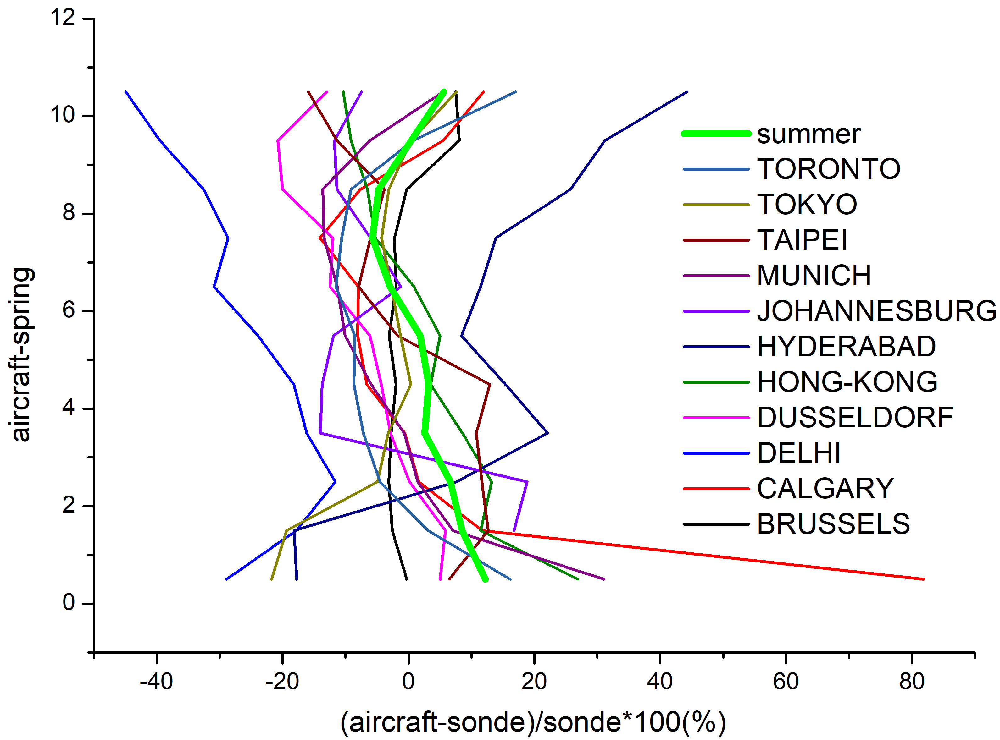 12
10
8
6
4
2
0
aircraft-spring
-40
-20
0
20
40
60
80
(aircraft-sonde)/sonde*100(%)
summer
TORONTO
TOKYO
TAIPEI
MUNICH
JOHANNESBURG
HYDERABAD
HONG-KONG
DUSSELDORF
DELHI
CALGARY
BRUSSELS